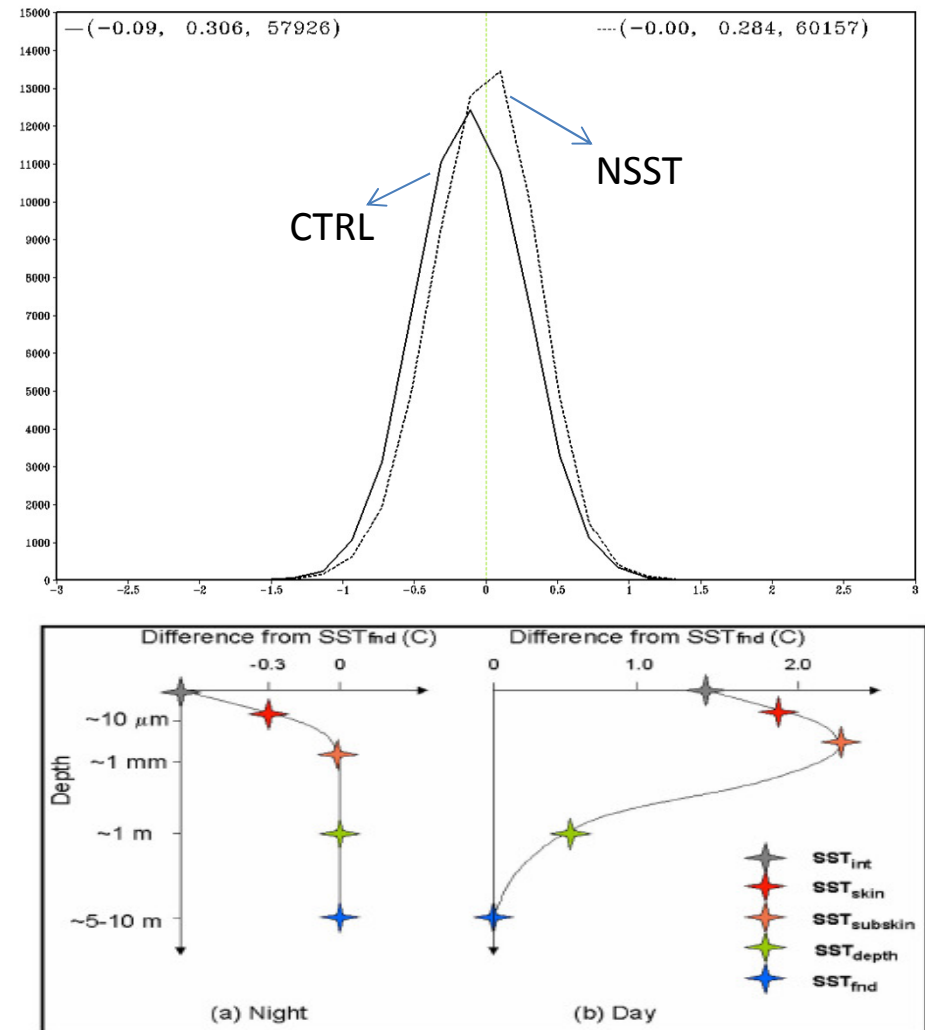 15000
— (−0.09, 0.306, 57926)
---- (−0.00, 0.284, 60157)
14000
13000
12000
11000
10000
9000
8000
7000
6000
5000
4000
3000
2000
1000
0
NSST
CTRL
−3 −2.5 −2 −1.5 −1 −0.5 0 0.5 1 1.5 2 2.5 3
Difference from SSTfnd (C)
Difference from SSTfnd (C)
-0.3 0
0 1.0 2.0
Depth
~10 μm
~1 mm
~1 m
~5-10 m
SSTint
SSTskin
SSTsubskin
SSTdepth
SSTfnd
(a) Night
(b) Day